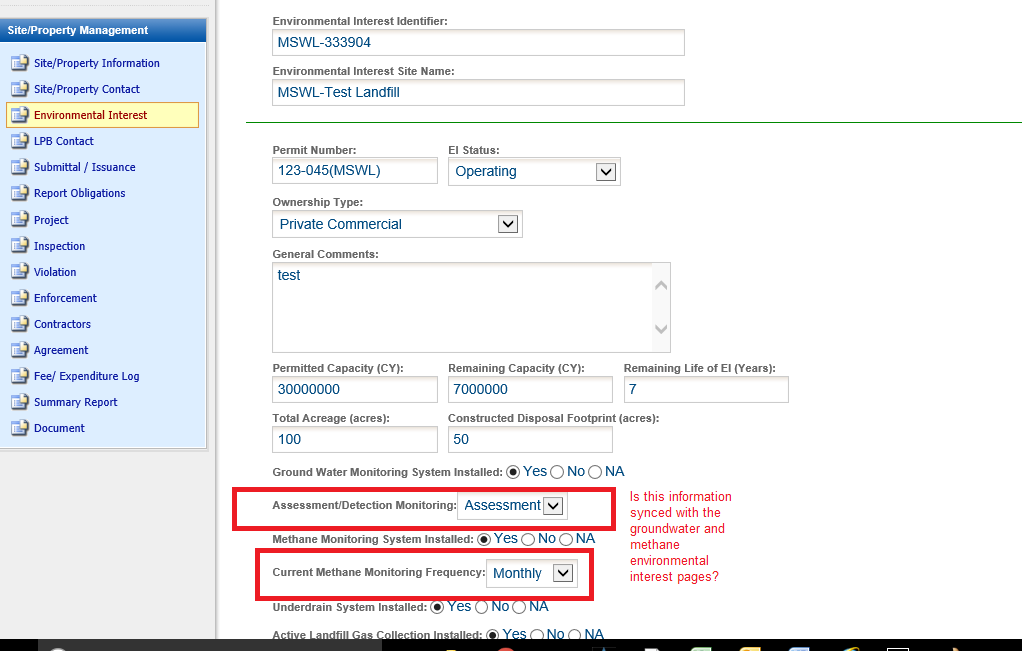 Site/Property Management
Site/Property Information
Site/Property Contact
Environmental Interest
LPB Contact
Submittal / Issuance
Report Obligations
Project
Inspection
Violation
Enforcement
Contractors
Agreement
Fee/ Expenditure Log
Summary Report
Document
Environmental Interest Identifier:
MSWL-333904
Environmental Interest Site Name:
MSWL-Test Landfill
Permit Number: EI Status:
123-045(MSWL) Operating
Ownership Type:
Private Commercial
General Comments:
test
Permitted Capacity (CY): Remaining Capacity (CY): Remaining Life of EI (Years):
30000000 7000000 7
Total Acreage (acres): Constructed Disposal Footprint (acres):
100 50
Ground Water Monitoring System Installed: Yes No NA
Assessment/Detection Monitoring: Assessment
Methane Monitoring System Installed: Yes No NA
Current Methane Monitoring Frequency: Monthly
Underdrain System Installed: Yes No NA
Active Landfill Gas Collection Installed: Yes No NA
Is this information
synced with the
groundwater and
methane
environmental
interest pages?